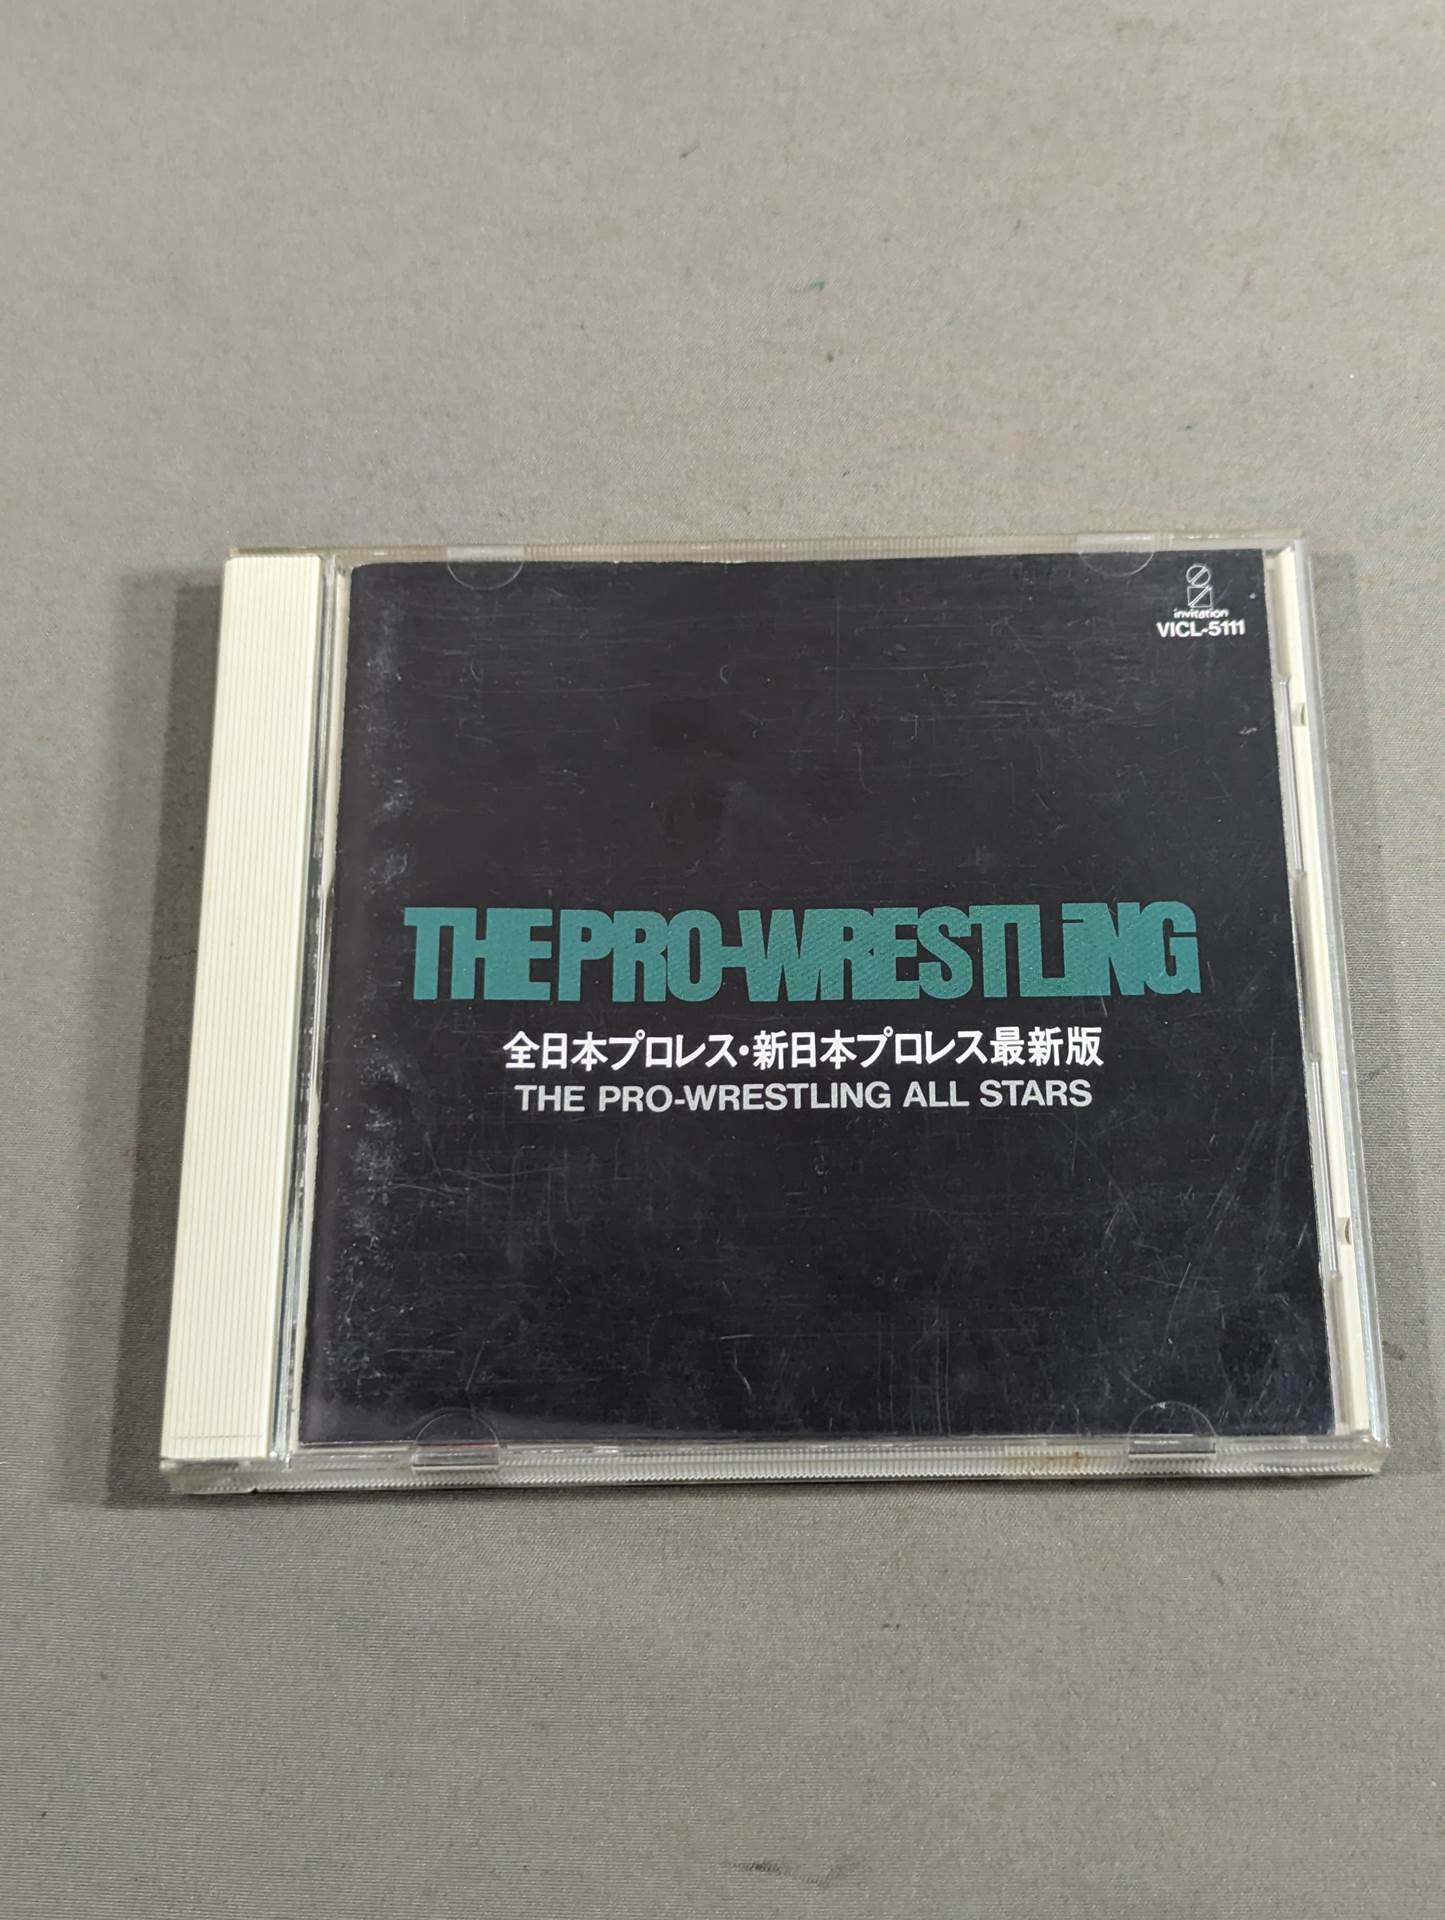 invitation
VICL-5111
THE PRO-WRESTLiNG
全日本プロレス・新日本プロレス最新版
THE PRO-WRESTLING ALL STARS